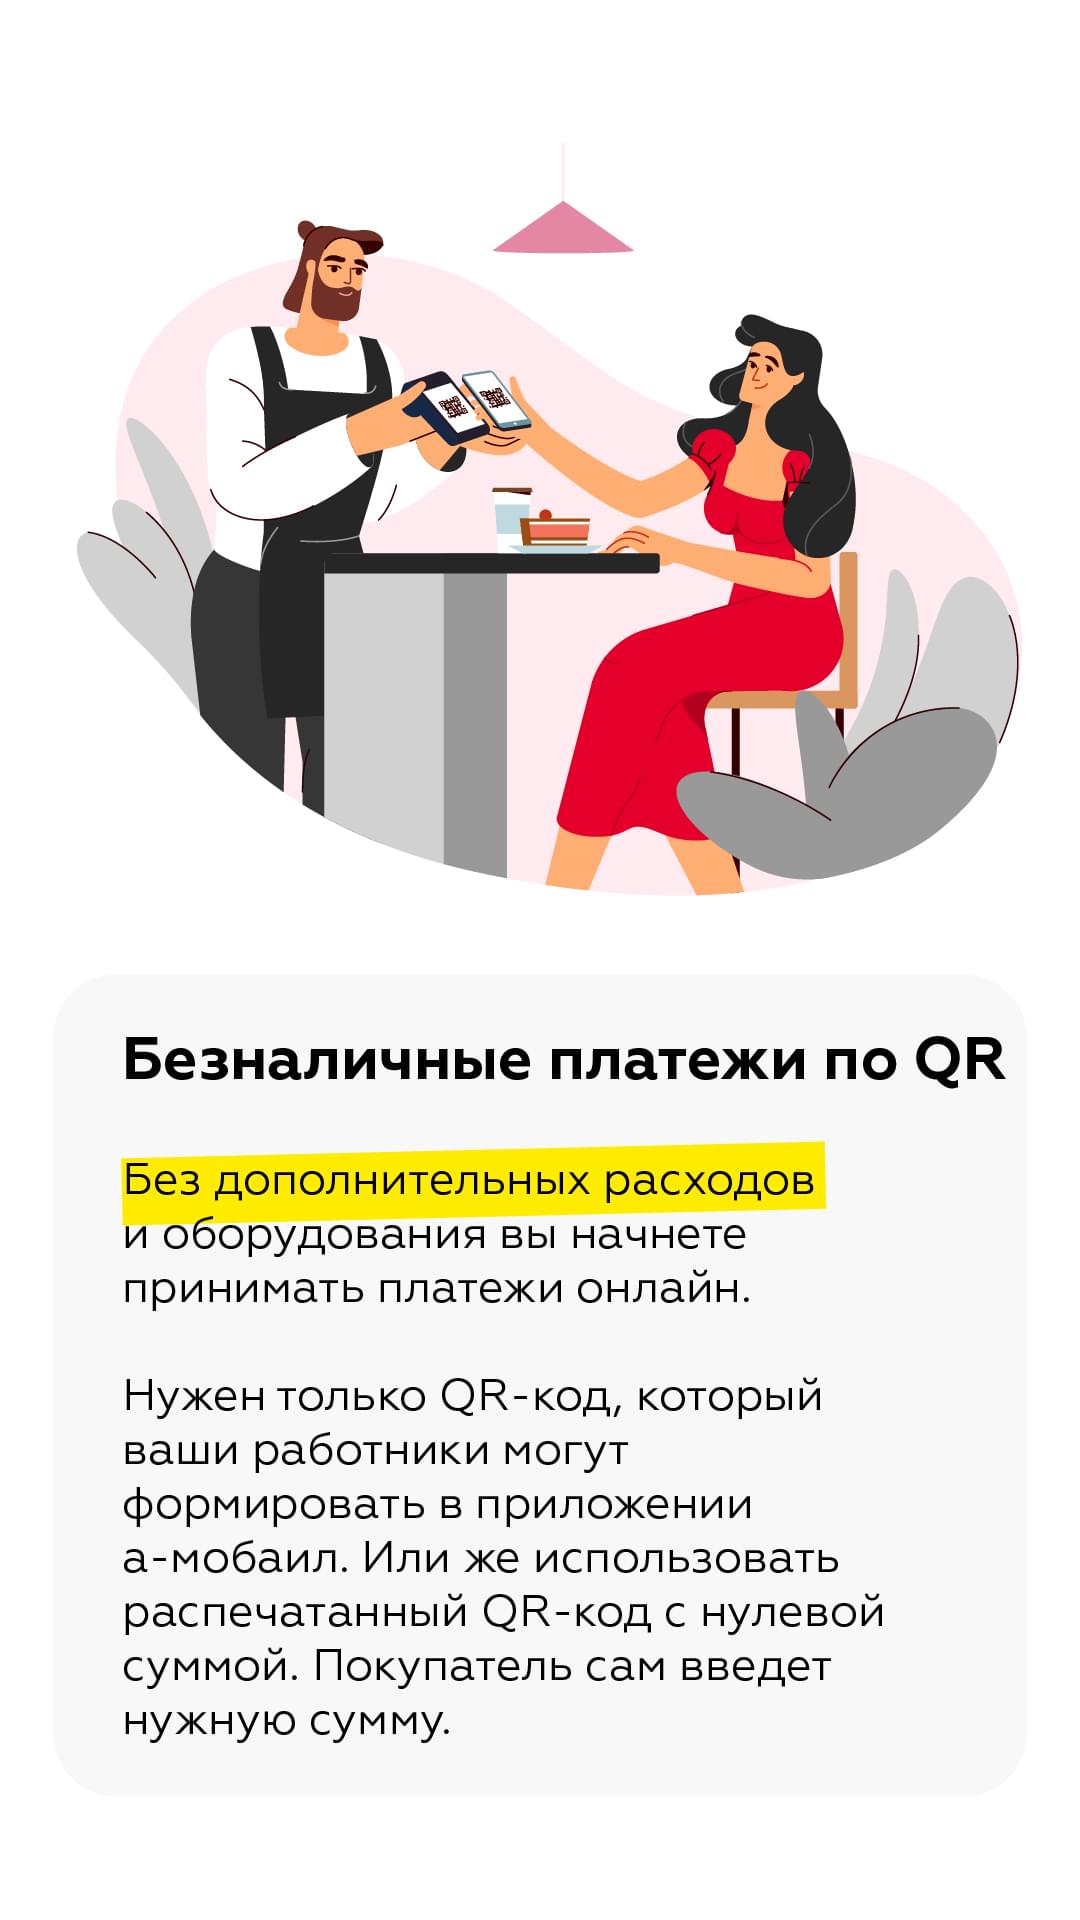 Безналичные платежи по QR
Без дополнительных расходов
и оборудования вы начнете
принимать платежи онлайн.
Нужен только QR-код, который
ваши работники могут
формировать в приложении
а-мобаил. Или же использовать
распечатанный QR-код с нулевой
суммой. Покупатель сам введет
нужную сумму.